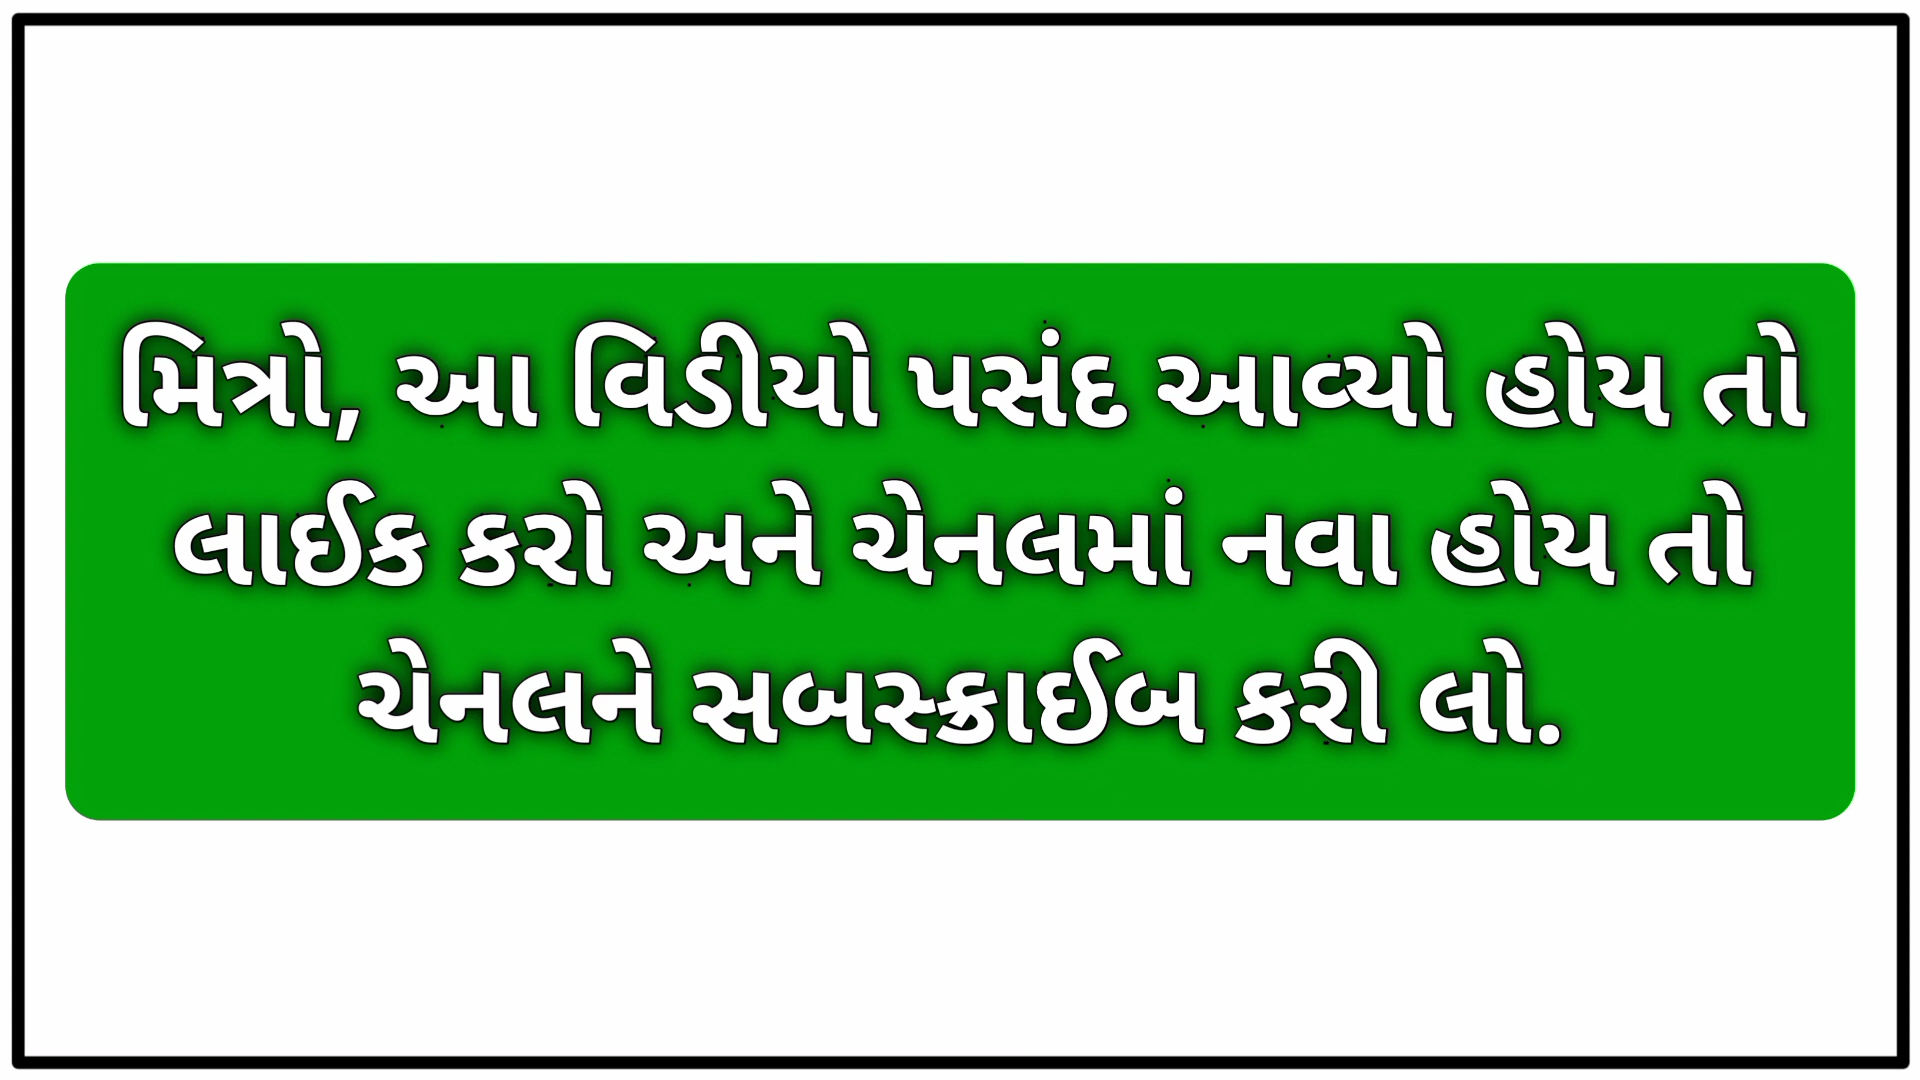 મિત્રો, આ વિડીયો પસંદ આવ્યો હોય તો
લાઈક કરો અને ચેનલમાં નવા હોય તો
ચેનલને સબસ્ક્રાઈબ કરી લો.